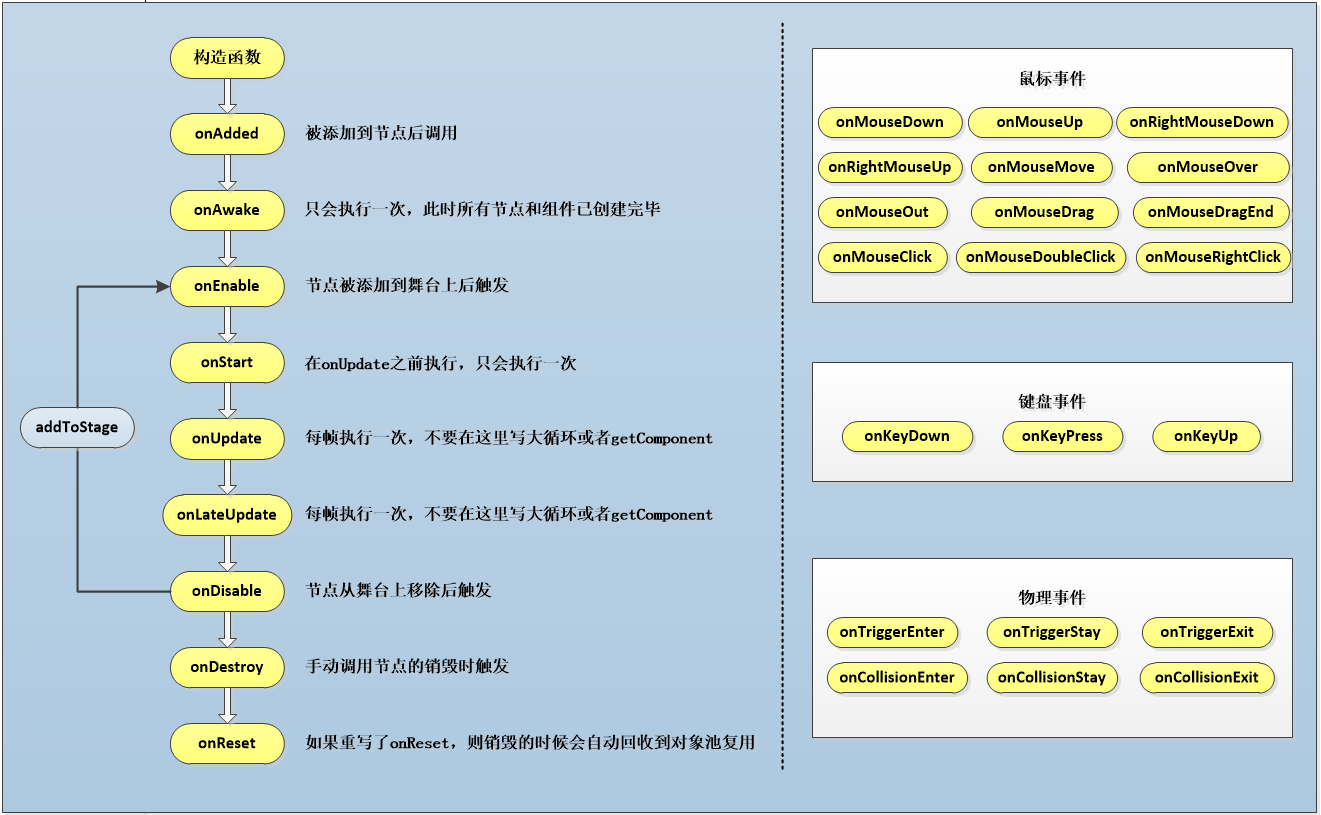 构造函数
onAdded 被添加到节点后调用
onAwake 只会执行一次，此时所有节点和组件已创建完毕
onEnable 节点被添加到舞台上后触发
onStart 在onUpdate之前执行，只会执行一次
addToStage
onUpdate 每帧执行一次，不要在这里写大循环或者getComponent
onLateUpdate 每帧执行一次，不要在这里写大循环或者getComponent
onDisable 节点从舞台上移除后触发
onDestroy 手动调用节点的销毁时触发
onReset 如果重写了onReset，则销毁的时候会自动回收到对象池复用
鼠标事件
onMouseDown onMouseUp onRightMouseDown
onRightMouseUp onMouseMove onMouseOver
onMouseOut onMouseDrag onMouseDragEnd
onMouseClick onMouseDoubleClick onMouseRightClick
键盘事件
onKeyDown onKeyPress onKeyUp
物理事件
onTriggerEnter onTriggerStay onTriggerExit
onCollisionEnter onCollisionStay onCollisionExit